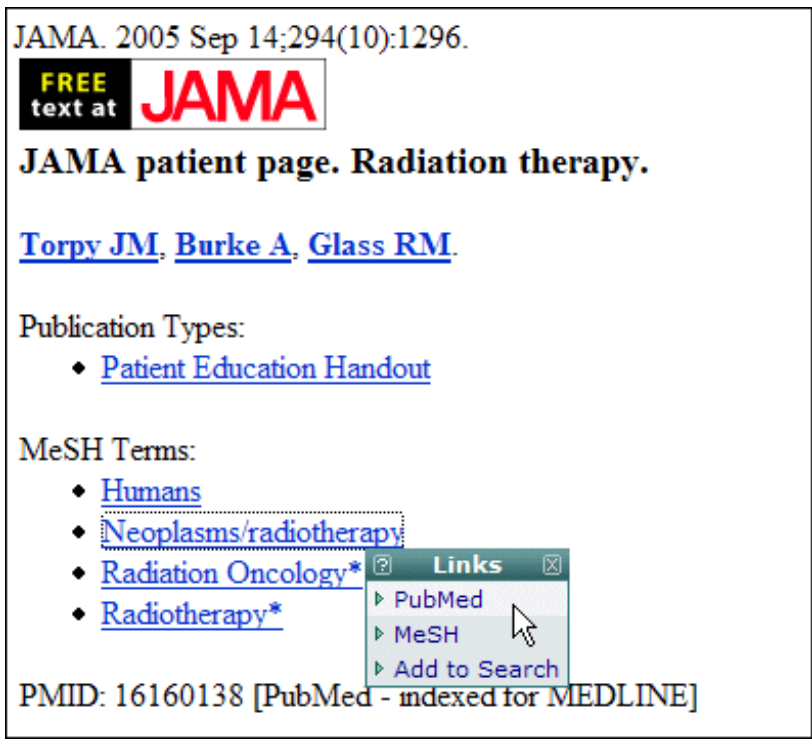 JAMA. 2005 Sep 14;294(10):1296.
FREE
text at JAMA
JAMA patient page. Radiation therapy.
Torpy JM, Burke A, Glass RM.
Publication Types:
Patient Education Handout
MeSH Terms:
Humans
Neoplasms/radiotherapy
Radiation Oncology*
Radiotherapy*
? Links X
PubMed
MeSH
Add to Search
PMID: 16160138 [PubMed - indexed for MEDLINE]